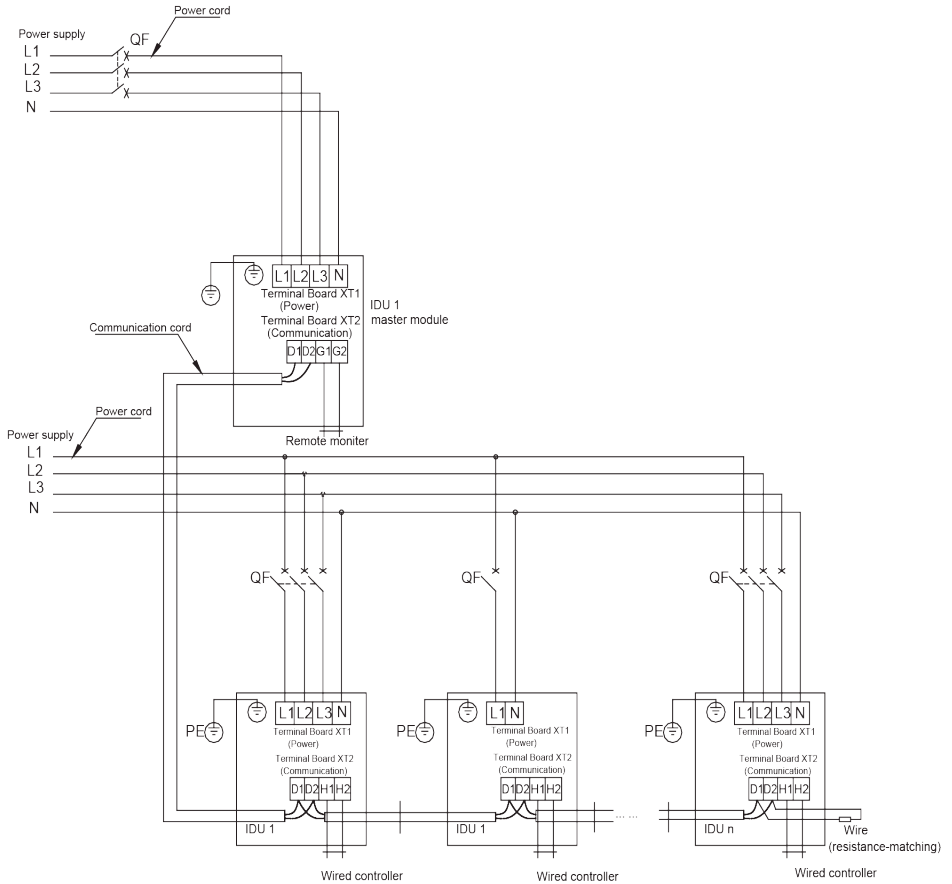 Power cord
Power supply
QF
L1
L2
L3
N
L1 L2 L3 N
Terminal Board XT1
(Power)
IDU 1
master module
Terminal Board XT2
(Communication)
D1 D2 G1 G2
Communication cord
Remote moniter
Power cord
Power supply
L1
L2
L3
N
QF
QF
QF
PE
L1 L2 L3 N
Terminal Board XT1
(Power)
Terminal Board XT2
(Communication)
D1 D2 H1 H2
IDU 1
Wired controller
PE
L1 N
Terminal Board XT1
(Power)
Terminal Board XT2
(Communication)
D1 D2 H1 H2
IDU 1
Wired controller
... ...
PE
L1 L2 L3 N
Terminal Board XT1
(Power)
Terminal Board XT2
(Communication)
D1 D2 H1 H2
IDU n
Wire
(resistance-matching)
Wired controller